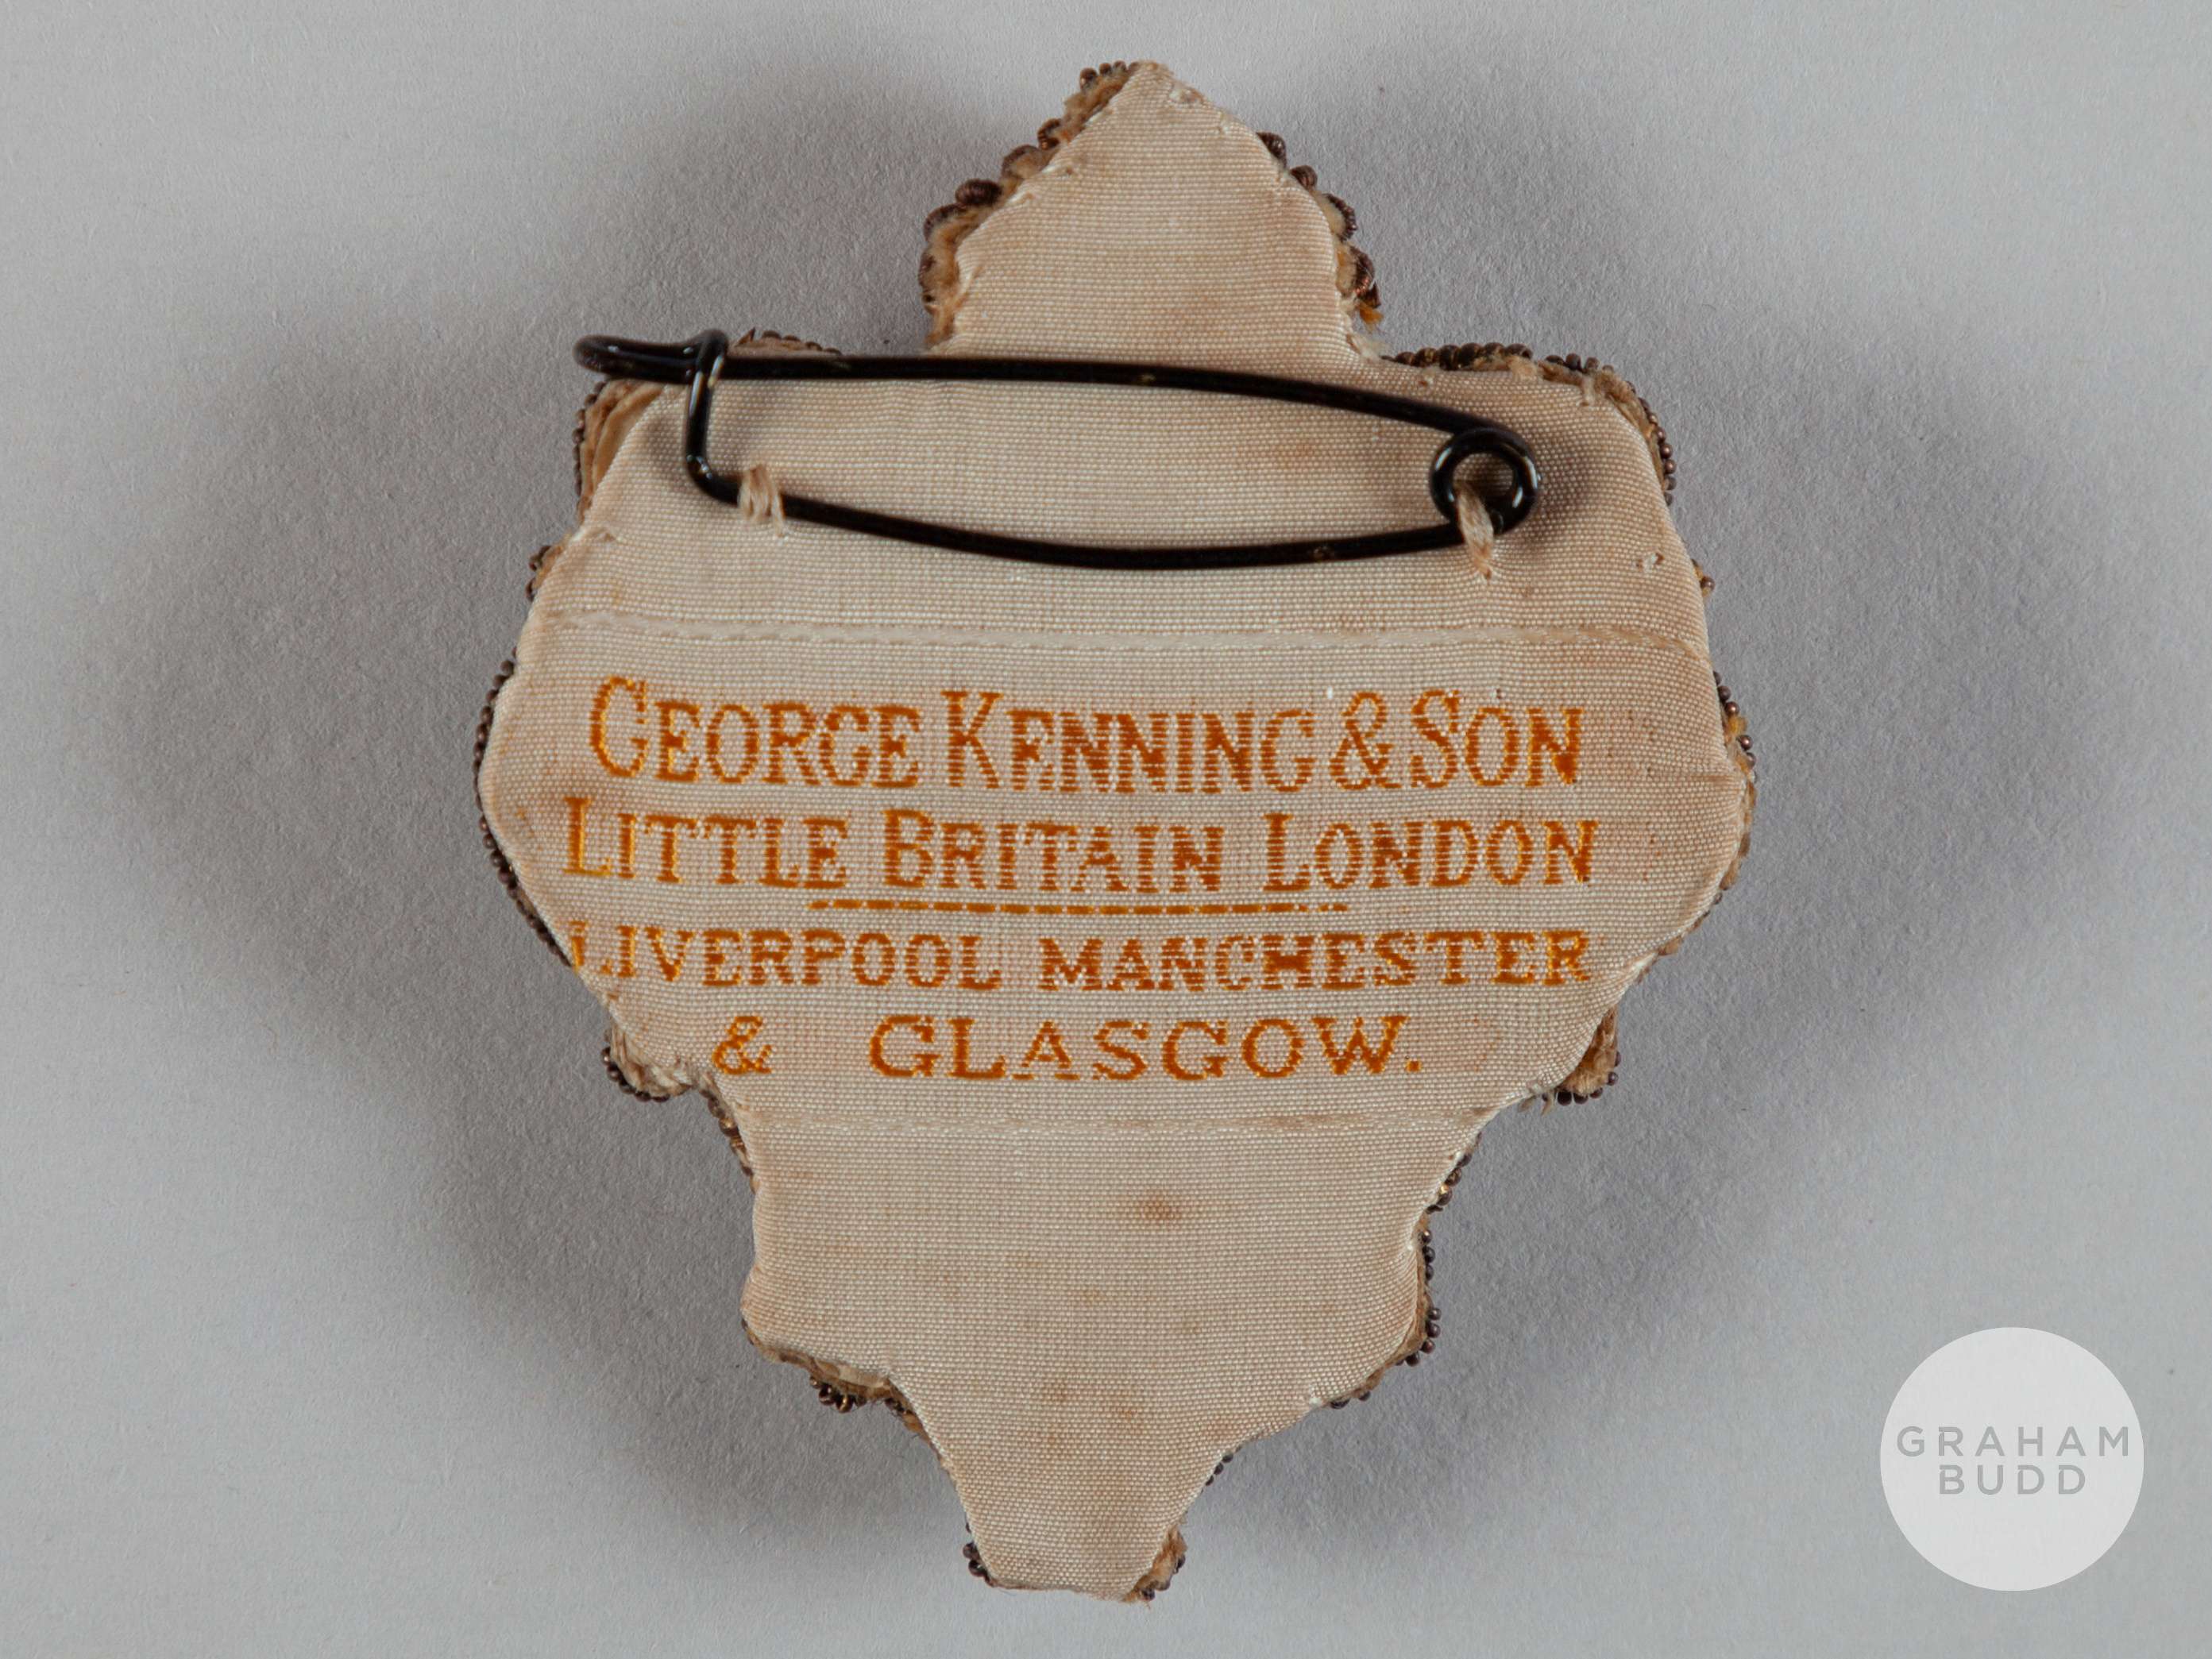 GEORGE KENNING & SON
LITTLE BRITAIN LONDON
LIVERPOOL MANCHESTER
& GLASGOW.
GRAHAM
BUDD